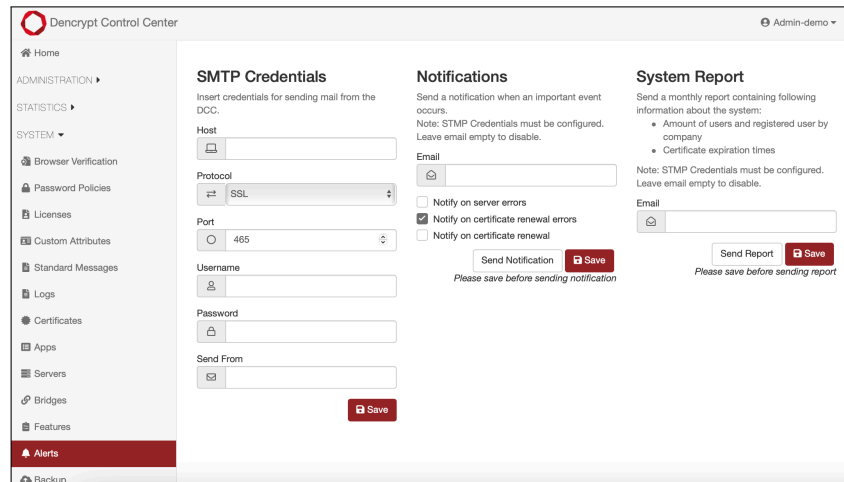 Dencrypt Control Center
Admin-demo
Home
ADMINISTRATION
STATISTICS
SYSTEM
Browser Verification
Password Policies
Licenses
Custom Attributes
Standard Messages
Logs
Certificates
Apps
Servers
Bridges
Features
Alerts
Backup
SMTP Credentials
Insert credentials for sending mail from the
DCC.
Host
Protocol
SSL
Port
465
Username
Password
Send From
Save
Notifications
Send a notification when an important event
occurs.
Note: STMP Credentials must be configured.
Leave email empty to disable.
Email
Notify on server errors
Notify on certificate renewal errors
Notify on certificate renewal
Send Notification
Save
Please save before sending notification
System Report
Send a monthly report containing following
information about the system:
Amount of users and registered user by
company
Certificate expiration times
Note: STMP Credentials must be configured.
Leave email empty to disable.
Email
Send Report
Save
Please save before sending report